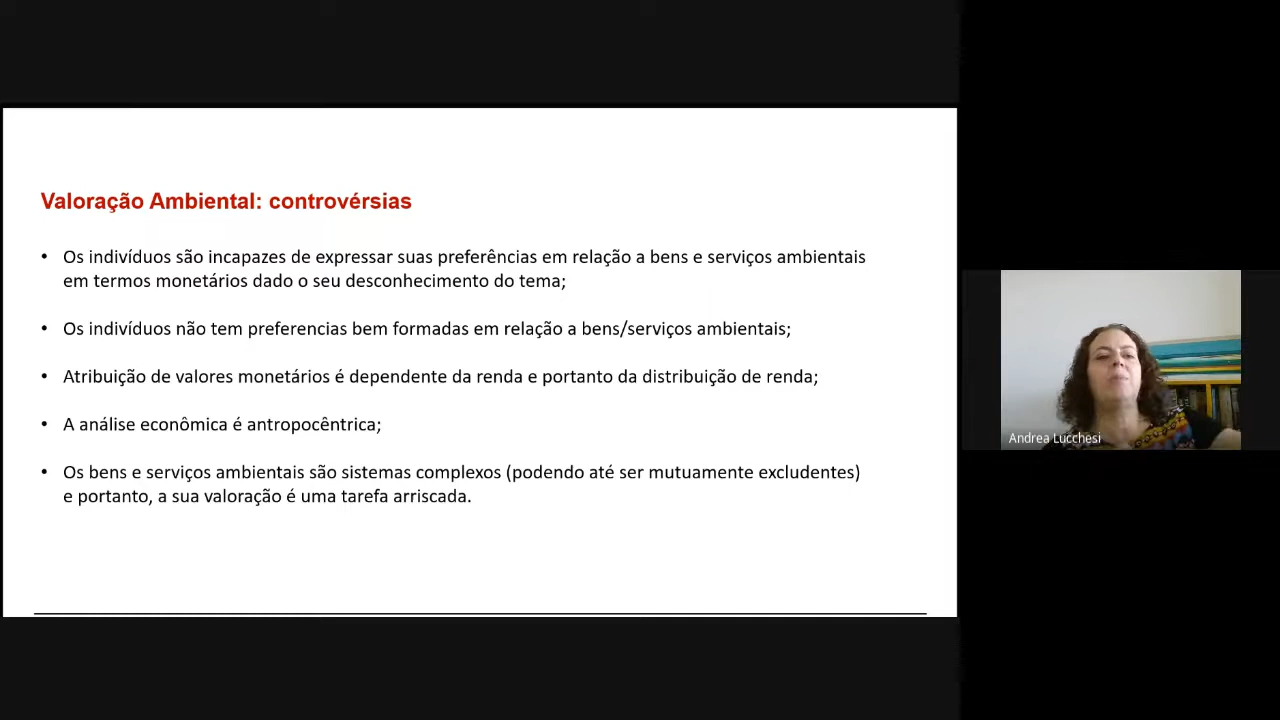 Valoração Ambiental: controvérsias
• Os indivíduos são incapazes de expressar suas preferências em relação a bens e serviços ambientais
em termos monetários dado o seu desconhecimento do tema;
• Os indivíduos não tem preferencias bem formadas em relação a bens/serviços ambientais;
• Atribuição de valores monetários é dependente da renda e portanto da distribuição de renda;
• A análise econômica é antropocêntrica;
• Os bens e serviços ambientais são sistemas complexos (podendo até ser mutuamente excludentes)
e portanto, a sua valoração é uma tarefa arriscada.
Andrea Lucchesi